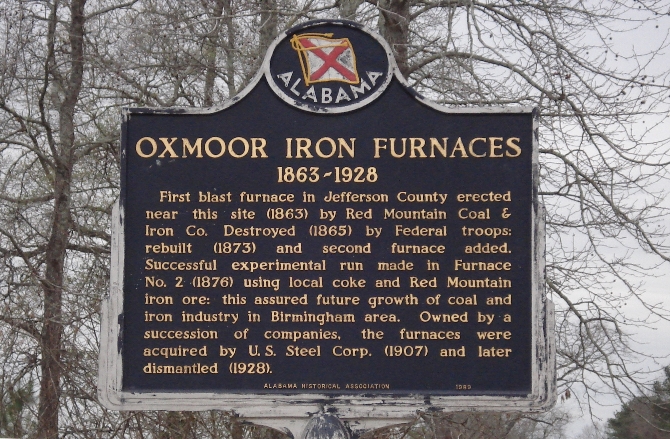 ALABAMA
OXMOOR IRON FURNACES
1863-1928
First blast furnace in Jefferson County erected
near this site (1863) by Red Mountain Coal &
Iron Co. Destroyed (1865) by Federal troops;
rebuilt (1873) and second furnace added.
Successful experimental run made in Furnace
No. 2 (1876) using local coke and Red Mountain
iron ore: this assured future growth of coal and
iron industry in Birmingham area. Owned by a
succession of companies, the furnaces were
acquired by U.S. Steel Corp. (1907) and later
dismantled (1928).
ALABAMA HISTORICAL ASSOCIATION